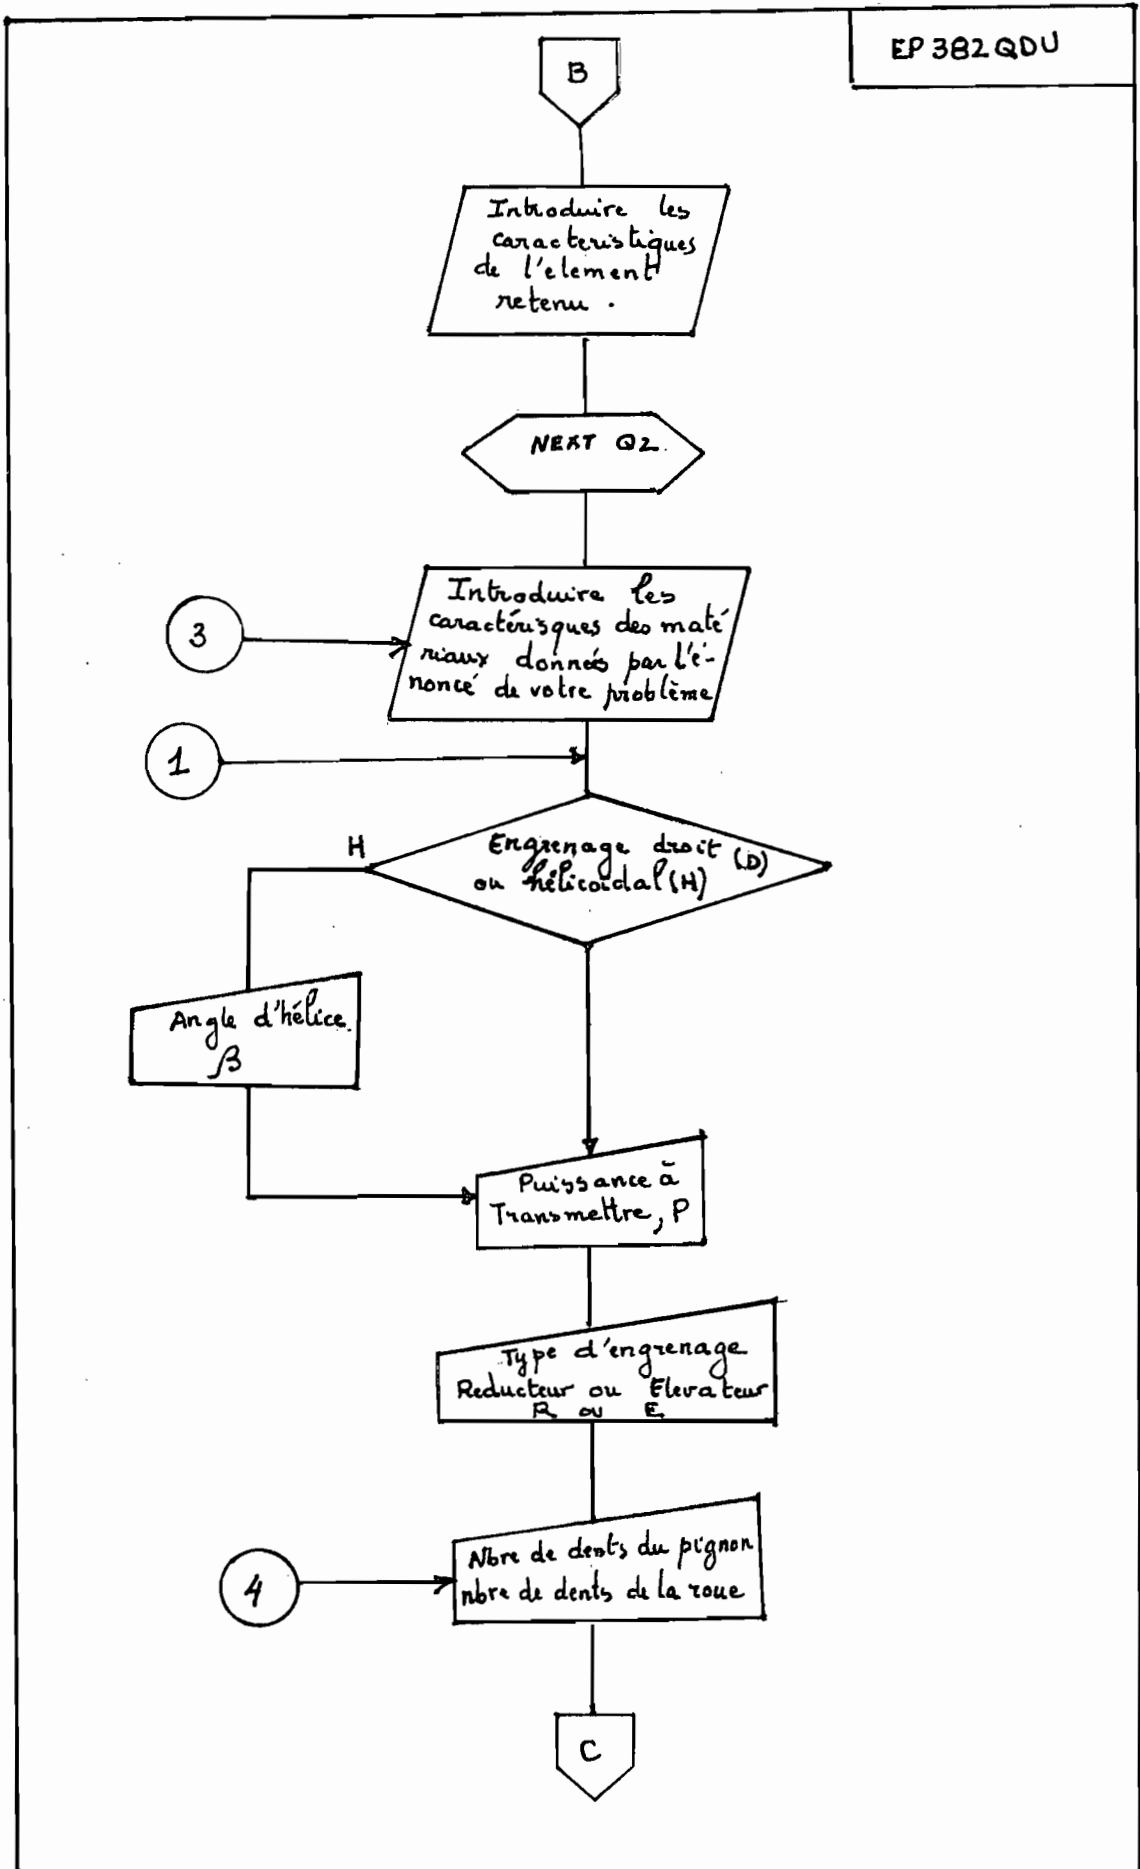 EP 382 QDU
B
Introduire les
caracteristiques
de l'element
retenu .
NEXT Q2
Introduire les
caractérisques des maté
riaux donnés par l'é-
noncé de votre problème
3
1
H
Engrenage droit (D)
ou hélicoïdal (H)
Angle d'hélice
β
Puissance à
Transmettre, P
Type d'engrenage
Reducteur ou Elevateur
R ou E
Nbre de dents du pignon
nbre de dents de la roue
4
C